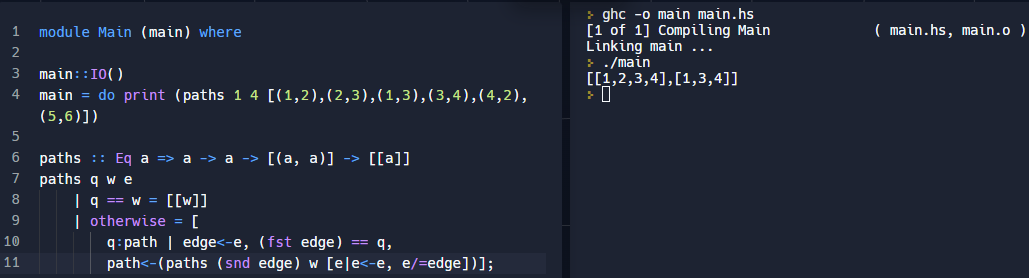 1 module Main (main) where
2
3 main::IO()
4 main = do print (paths 1 4 [(1,2),(2,3),(1,3),(3,4),(4,2),
(5,6)])
5
6 paths :: Eq a => a -> a -> [(a, a)] -> [[a]]
7 paths q w e
8 | q == w = [[w]]
9 | otherwise = [
10 q:path | edge<-e, (fst edge) == q,
11 path<-(paths (snd edge) w [e|e<-e, e/=edge])];
> ghc -o main main.hs
[1 of 1] Compiling Main ( main.hs, main.o )
Linking main ...
> ./main
[[1,2,3,4],[1,3,4]]
>